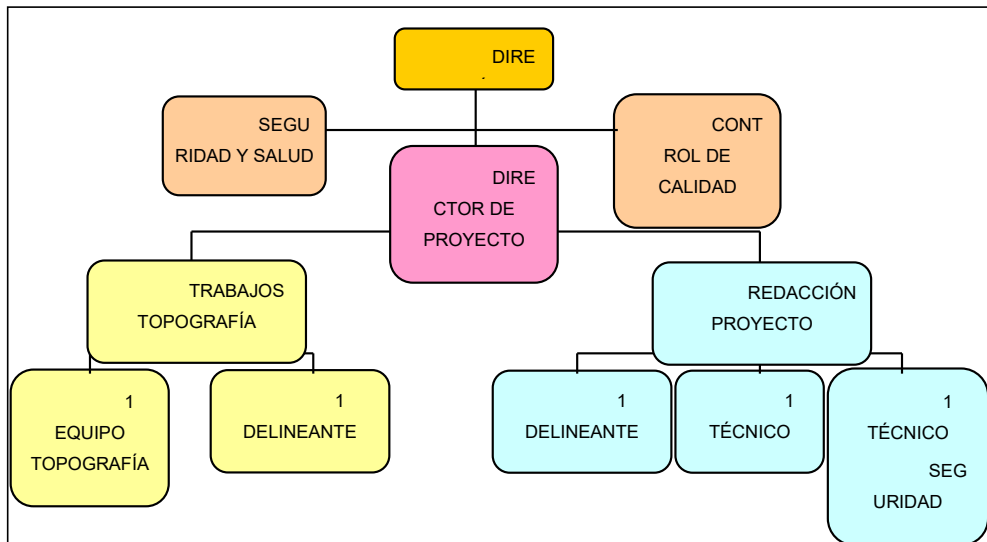 DIRE
SEGU
RIDAD Y SALUD
CONT
ROL DE
CALIDAD
DIRE
CTOR DE
PROYECTO
TRABAJOS
TOPOGRAFÍA
REDACCIÓN
PROYECTO
1
EQUIPO
TOPOGRAFÍA
1
DELINEANTE
1
DELINEANTE
1
TÉCNICO
1
TÉCNICO
SEG
URIDAD